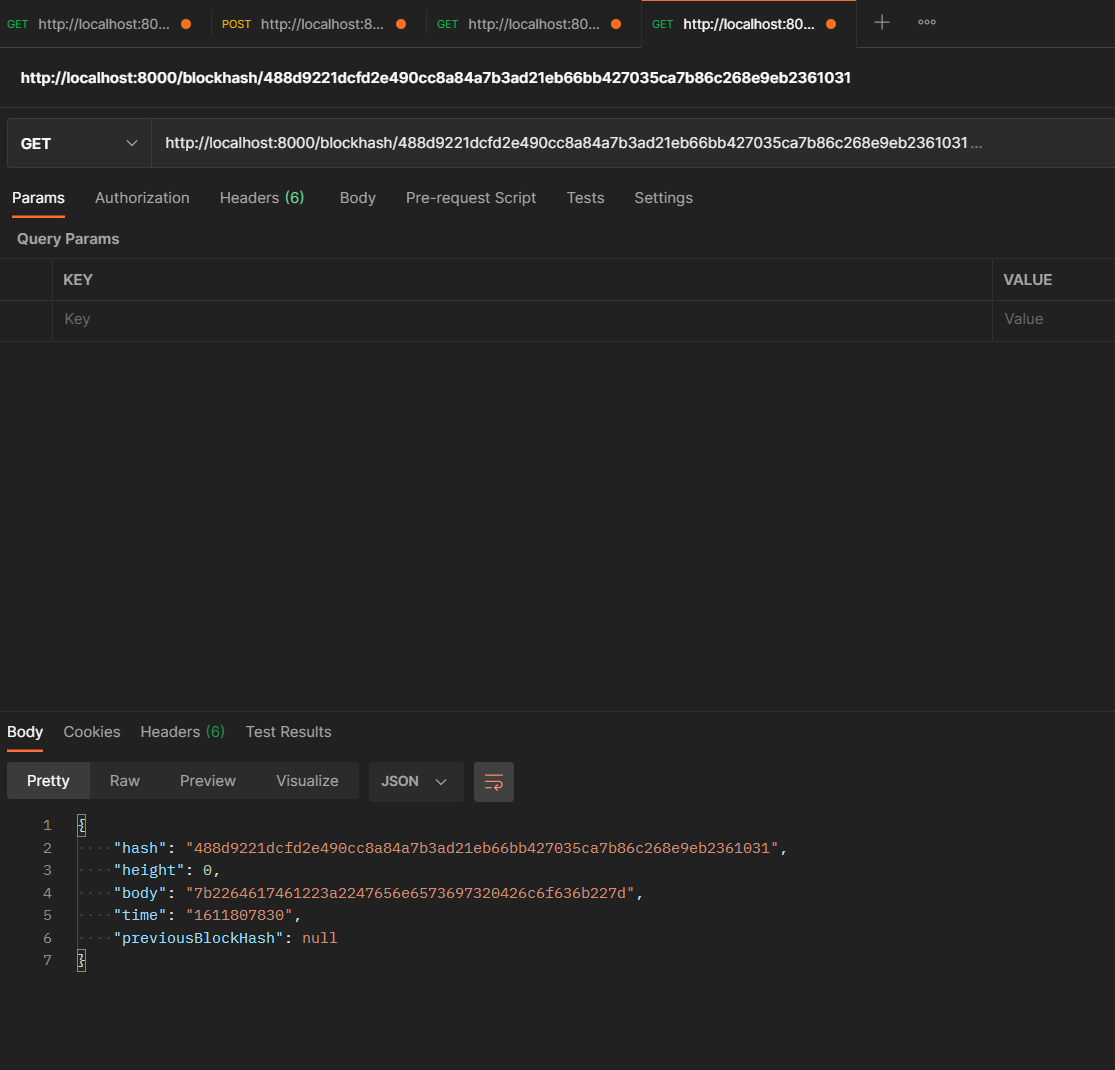 GET http://localhost:80... POST http://localhost:8... GET http://localhost:80... GET http://localhost:80...
http://localhost:8000/blockhash/488d9221dcfd2e490cc8a84a7b3ad21eb66bb427035ca7b86c268e9eb2361031
GET http://localhost:8000/blockhash/488d9221dcfd2e490cc8a84a7b3ad21eb66bb427035ca7b86c268e9eb2361031 ...
Params Authorization Headers (6) Body Pre-request Script Tests Settings
Query Params
KEY VALUE
Key Value
Body Cookies Headers (6) Test Results
Pretty Raw Preview Visualize JSON
1 {
2 "hash": "488d9221dcfd2e490cc8a84a7b3ad21eb66bb427035ca7b86c268e9eb2361031",
3 "height": 0,
4 "body": "7b2264617461223a2247656e6573697320426c6f636b227d",
5 "time": "1611807830",
6 "previousBlockHash": null
7 }